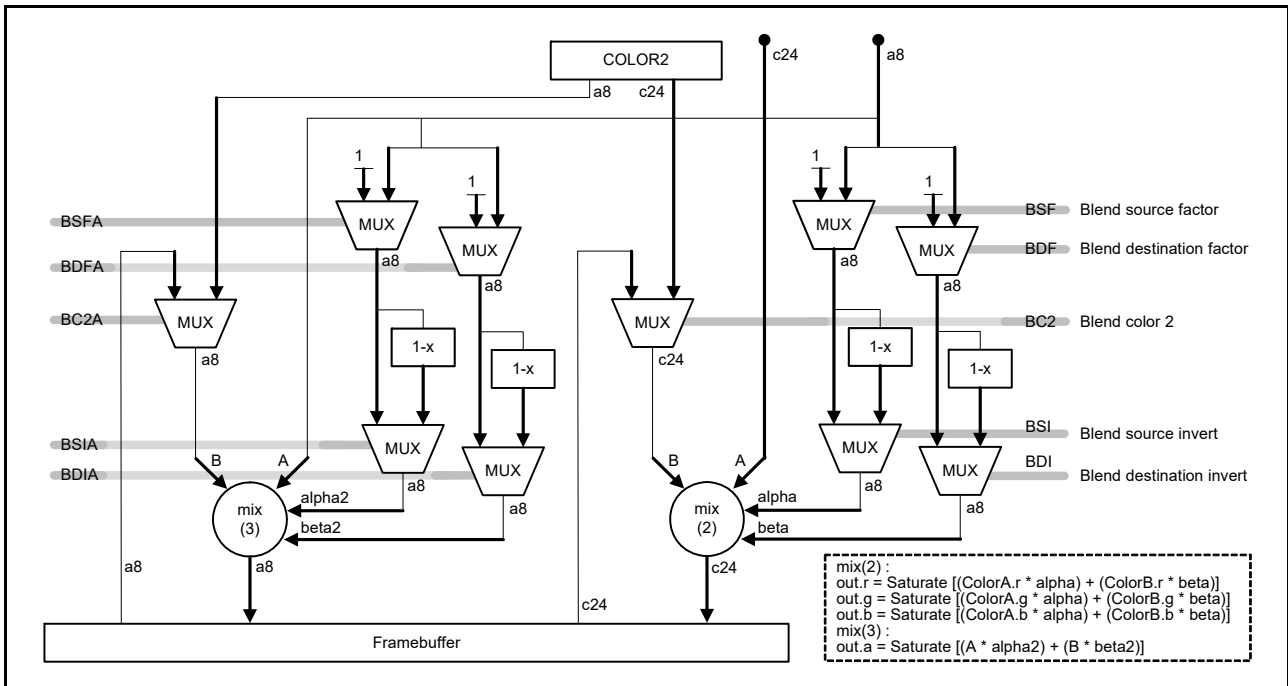 COLOR2
c24
a8
a8
c24
1
1
1
1
BSFA
MUX
MUX
BSF
Blend source factor
MUX
MUX
BDF
Blend destination factor
a8
a8
BDFA
a8
a8
BC2A
MUX
MUX
BC2
Blend color 2
1-x
1-x
a8
c24
1-x
1-x
BSIA
MUX
MUX
BSI
Blend source invert
B
A
MUX
B
A
MUX
BDI
Blend destination invert
BDIA
a8
a8
alpha2
alpha
a8
a8
mix
(3)
mix
(2)
beta2
beta
a8
a8
c24
c24
mix(2) :
out.r = Saturate [(ColorA.r * alpha) + (ColorB.r * beta)]
out.g = Saturate [(ColorA.g * alpha) + (ColorB.g * beta)]
out.b = Saturate [(ColorA.b * alpha) + (ColorB.b * beta)]
mix(3) :
out.a = Saturate [(A * alpha2) + (B * beta2)]
Framebuffer